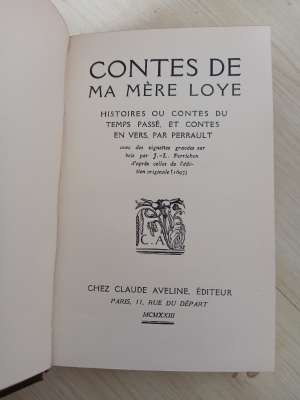 CONTES DE
MA MÈRE LOYE
HISTOIRES OU CONTES DU
TEMPS PASSÉ, ET CONTES
EN VERS, PAR PERRAULT
avec des vignettes gravées sur
bois par J.-L. Perrichon
d'après celles de l'édi-
tion originale (1697)
C.A
CHEZ CLAUDE AVELINE, ÉDITEUR
PARIS, 11, RUE DU DÉPART
MCMXXIII